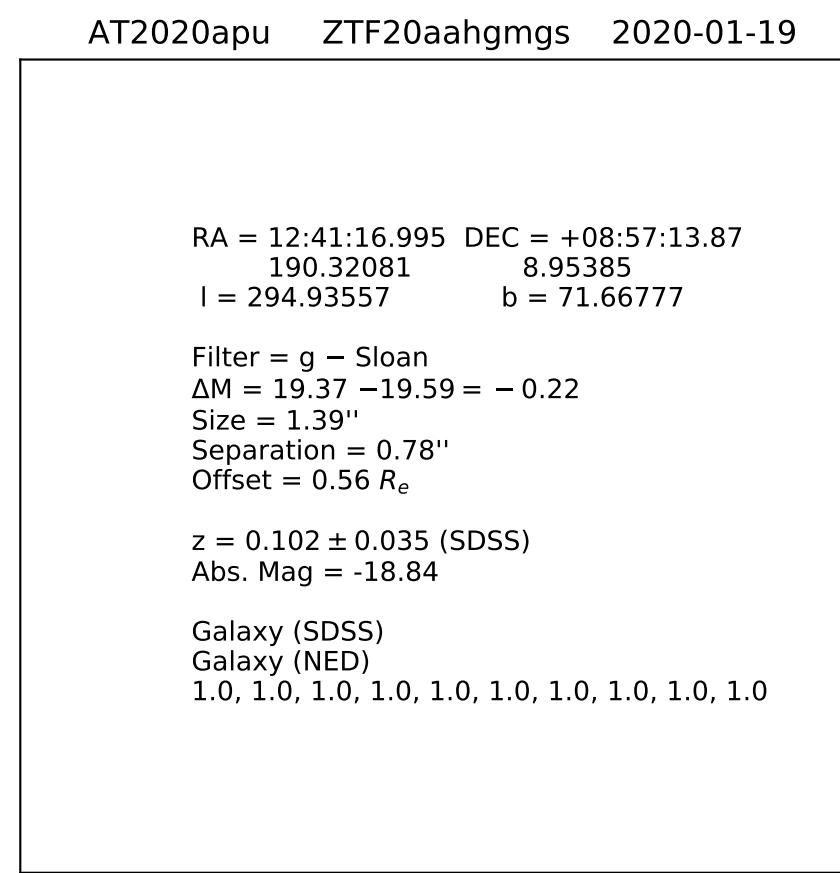 AT2020apu ZTF20aahgmgs 2020-01-19
RA = 12:41:16.995 DEC = +08:57:13.87
190.32081 8.95385
l = 294.93557 b = 71.66777
Filter = g − Sloan
ΔM = 19.37 −19.59 = − 0.22
Size = 1.39''
Separation = 0.78''
Offset = 0.56 Rₑ
z = 0.102 ± 0.035 (SDSS)
Abs. Mag = -18.84
Galaxy (SDSS)
Galaxy (NED)
1.0, 1.0, 1.0, 1.0, 1.0, 1.0, 1.0, 1.0, 1.0, 1.0